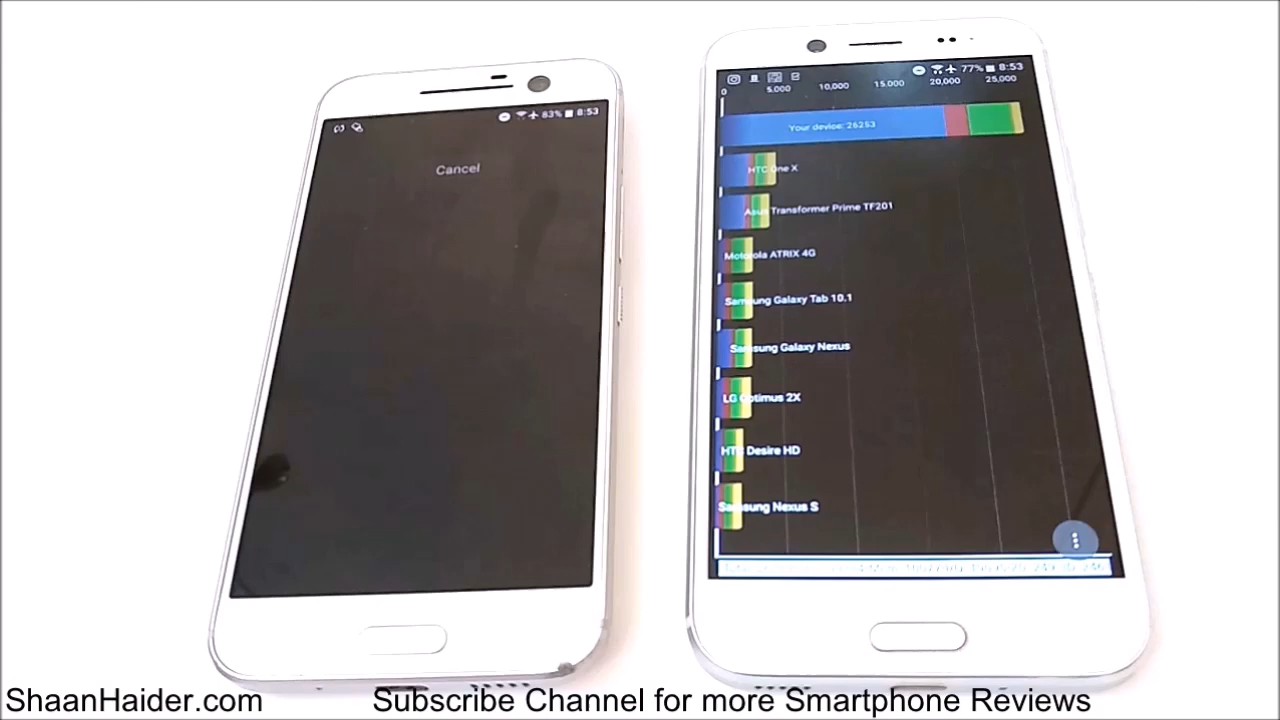 83% 8:53
Cancel
77% 8:53
0 5,000 10,000 15,000 20,000 25,000
Your device: 26253
HTC One X
Asus Transformer Prime TF201
Motorola ATRIX 4G
Samsung Galaxy Tab 10.1
Samsung Galaxy Nexus
LG Optimus 2X
HTC Desire HD
Samsung Nexus S
ShaanHaider.com
Subscribe Channel for more Smartphone Reviews